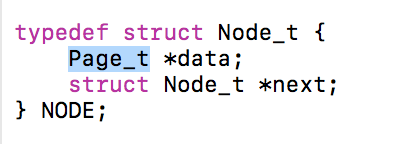 typedef struct Node_t {
    Page_t *data;
    struct Node_t *next;
} NODE;